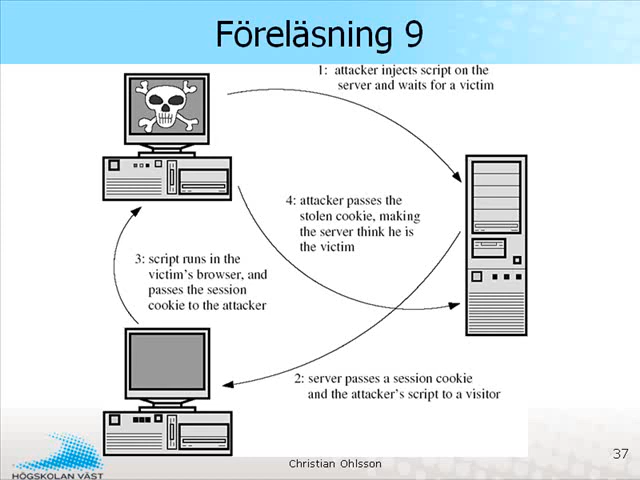 Föreläsning 9
1: attacker injects script on the
server and waits for a victim
4: attacker passes the
stolen cookie, making
the server think he is
the victim
3: script runs in the
victim's browser, and
passes the session
cookie to the attacker
2: server passes a session cookie
and the attacker's script to a visitor
37
Christian Ohlsson
HÖGSKOLAN VÄST